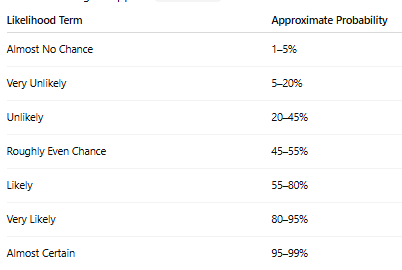 Likelihood Term Approximate Probability
Almost No Chance 1–5%
Very Unlikely 5–20%
Unlikely 20–45%
Roughly Even Chance 45–55%
Likely 55–80%
Very Likely 80–95%
Almost Certain 95–99%